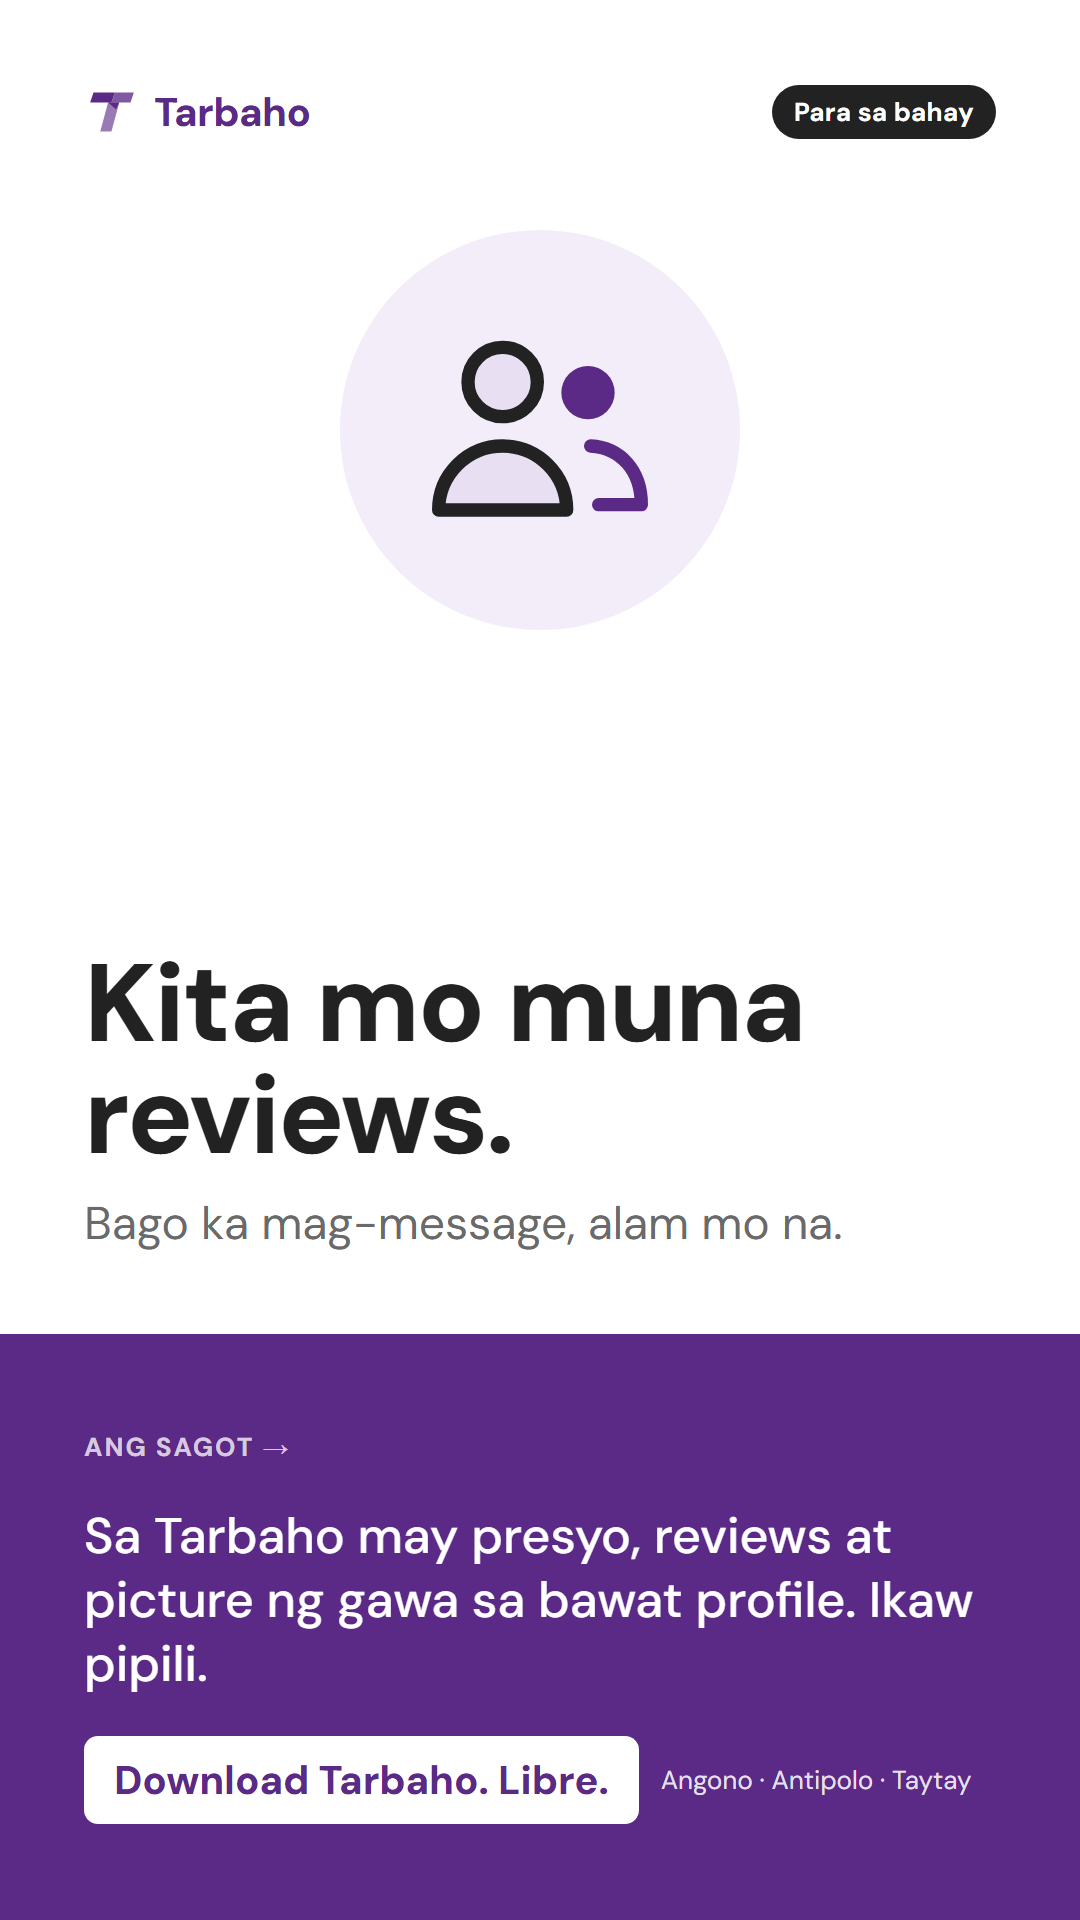 Tarbaho
Para sa bahay
Kita mo muna
reviews.
Bago ka mag-message, alam mo na.
ANG SAGOT →
Sa Tarbaho may presyo, reviews at
picture ng gawa sa bawat profile. Ikaw
pipili.
Download Tarbaho. Libre.
Angono · Antipolo · Taytay